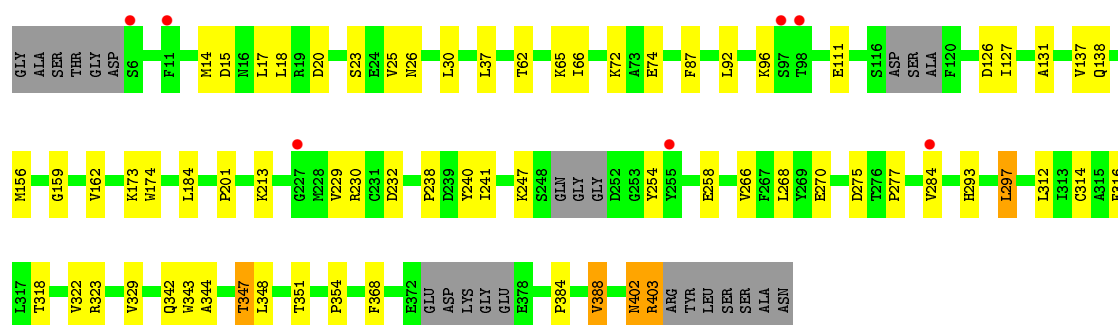 GLY ALA SER THR GLY ASP S6 F11 M14 D15 N16 L17 L18 R19 D20 S23 E24 V25 N26 L30 L37 T62 K65 I66 K72 A73 E74 F87 L92 K96 S97 T98 E111 S116 ASP SER ALA F120 D126 I127 A131 V137 Q138
M156 G159 V162 K173 W174 L184 P201 K213 G227 M228 V229 R230 C231 D232 P238 D239 Y240 I241 K247 S248 GLN GLY GLY D252 G253 Y254 Y255 E258 V266 F267 L268 Y269 E270 D275 T276 P277 V284 H293 L297 L312 I313 C314 A315 E316
L317 T318 V322 R323 V329 Q342 W343 A344 T347 L348 T351 P354 F368 E372 GLU ASP LYS GLY GLU E378 P384 V388 N402 R403 ARG TYR LEU SER SER ALA ASN